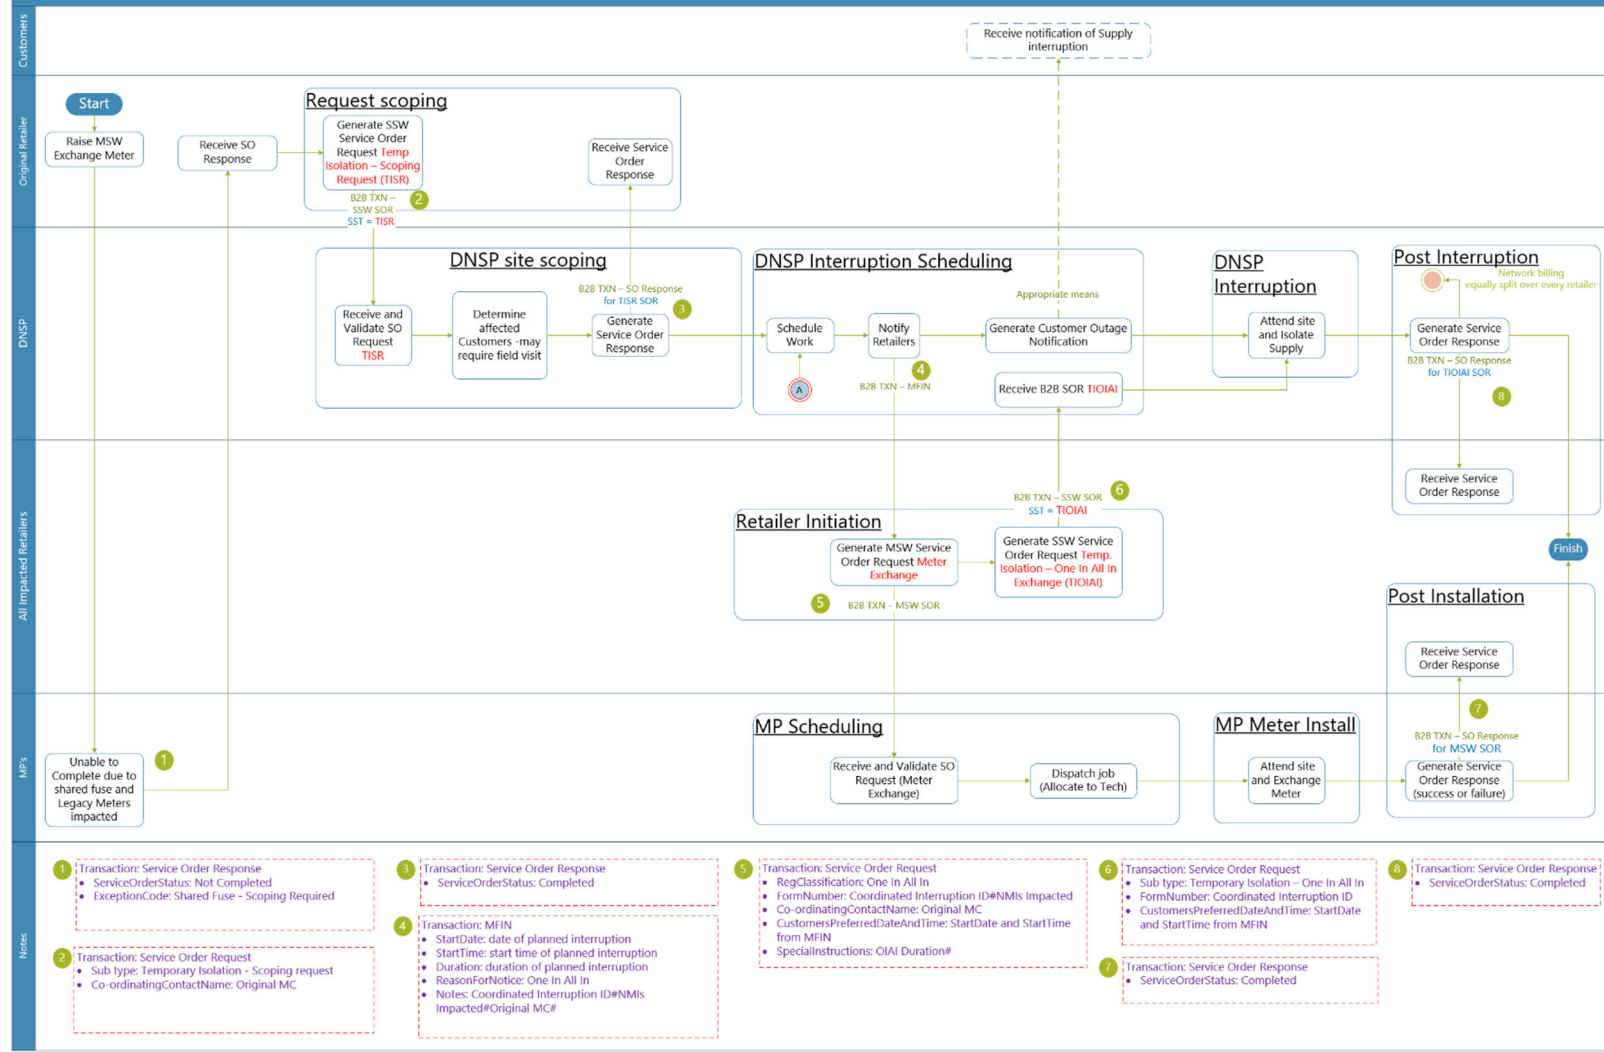 Customers
Receive notification of Supply
interruption
Original Retailer
Start
Raise MSW
Exchange Meter
Receive SO
Response
Request scoping
Generate SSW
Service Order
Request Temp
Isolation – Scoping
Request (TISR)
B2B TXN –
SSW SOR
SST = TISR
2
Receive Service
Order
Response
DNSP
DNSP site scoping
Receive and
Validate SO
Request
TISR
Determine
affected
Customers -may
require field visit
B2B TXN – SO Response
for TISR SOR
3
Generate
Service Order
Response
DNSP Interruption Scheduling
Appropriate means
Schedule
Work
A
Notify
Retailers
4
B2B TXN – MFIN
Generate Customer Outage
Notification
Receive B2B SOR TIOIAI
DNSP
Interruption
Attend site
and Isolate
Supply
Post Interruption
Network billing
equally split over every retailer
Generate Service
Order Response
B2B TXN – SO Response
for TIOIAI SOR
8
All Impacted Retailers
Receive Service
Order Response
B2B TXN – SSW SOR
SST = TIOIAI
6
Retailer Initiation
Generate MSW Service
Order Request Meter
Exchange
Generate SSW Service
Order Request Temp.
Isolation – One In All In
Exchange (TIOIAI)
5
B2B TXN – MSW SOR
Finish
Post Installation
Receive Service
Order Response
MP's
Unable to
Complete due to
shared fuse and
Legacy Meters
impacted
1
MP Scheduling
Receive and Validate SO
Request (Meter
Exchange)
Dispatch job
(Allocate to Tech)
MP Meter Install
Attend site
and Exchange
Meter
7
B2B TXN – SO Response
for MSW SOR
Generate Service
Order Response
(success or failure)
Notes
1
Transaction: Service Order Response
• ServiceOrderStatus: Not Completed
• ExceptionCode: Shared Fuse - Scoping Required
2
Transaction: Service Order Request
• Sub type: Temporary Isolation - Scoping request
• Co-ordinatingContactName: Original MC
3
Transaction: Service Order Response
• ServiceOrderStatus: Completed
4
Transaction: MFIN
• StartDate: date of planned interruption
• StartTime: start time of planned interruption
• Duration: duration of planned interruption
• ReasonForNotice: One In All In
• Notes: Coordinated Interruption ID#NMIs
Impacted#Original MC#
5
Transaction: Service Order Request
• RegClassification: One In All In
• FormNumber: Coordinated Interruption ID#NMIs Impacted
• Co-ordinatingContactName: Original MC
• CustomersPreferredDateAndTime: StartDate and StartTime
from MFIN
• SpecialInstructions: OIAI Duration#
6
Transaction: Service Order Request
• Sub type: Temporary Isolation – One In All In
• FormNumber: Coordinated Interruption ID
• CustomersPreferredDateAndTime: StartDate
and StartTime from MFIN
7
Transaction: Service Order Response
• ServiceOrderStatus: Completed
8
Transaction: Service Order Response
• ServiceOrderStatus: Completed